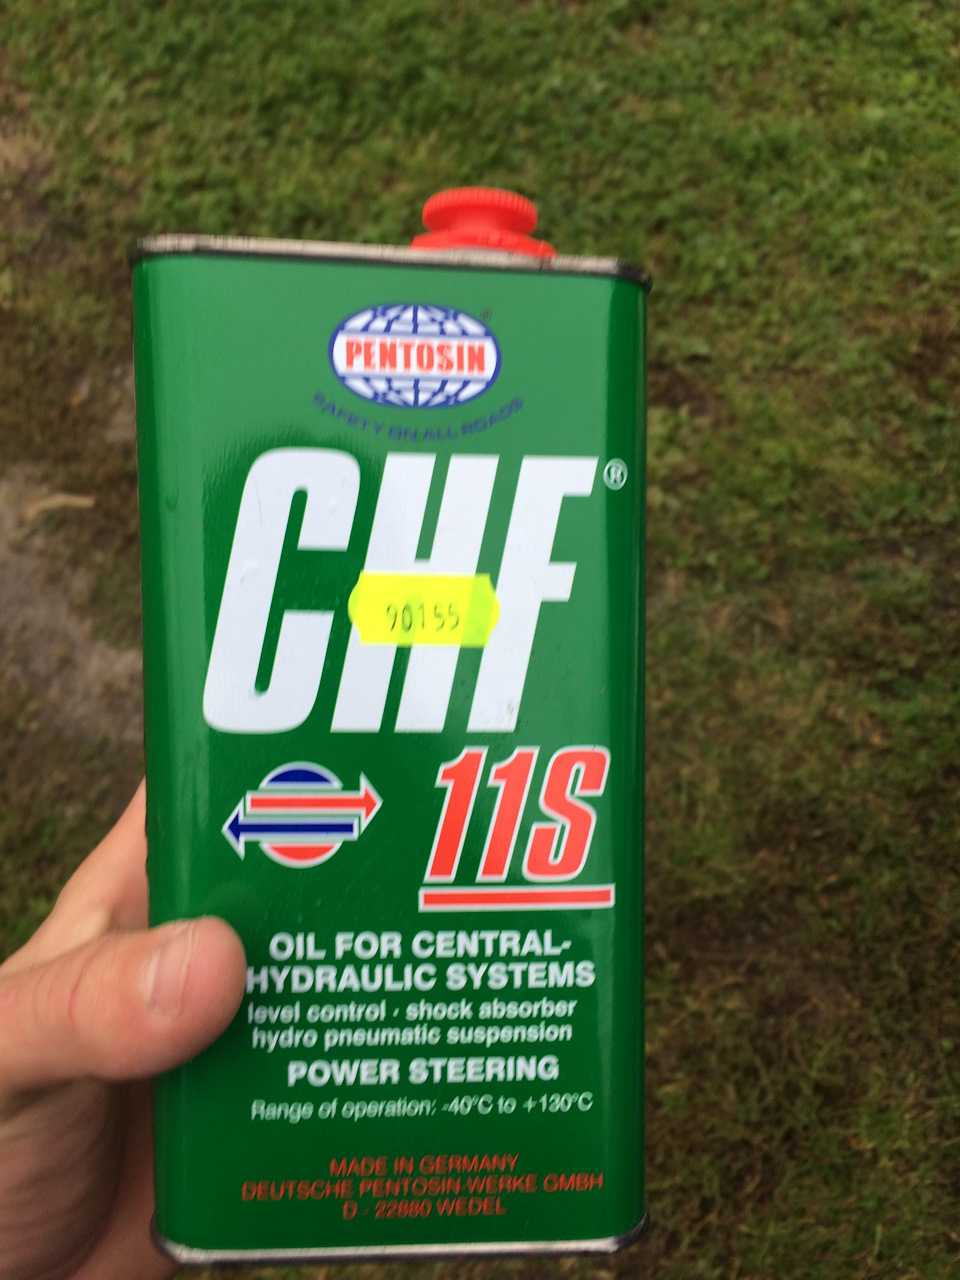 PENTOSIN ®
SAFETY ON ALL ROADS
CHF®
90155
11S
OIL FOR CENTRAL-
HYDRAULIC SYSTEMS
level control - shock absorber
hydro pneumatic suspension
POWER STEERING
Range of operation: -40°C to +130°C
MADE IN GERMANY
DEUTSCHE PENTOSIN-WERKE GMBH
D - 22880 WEDEL